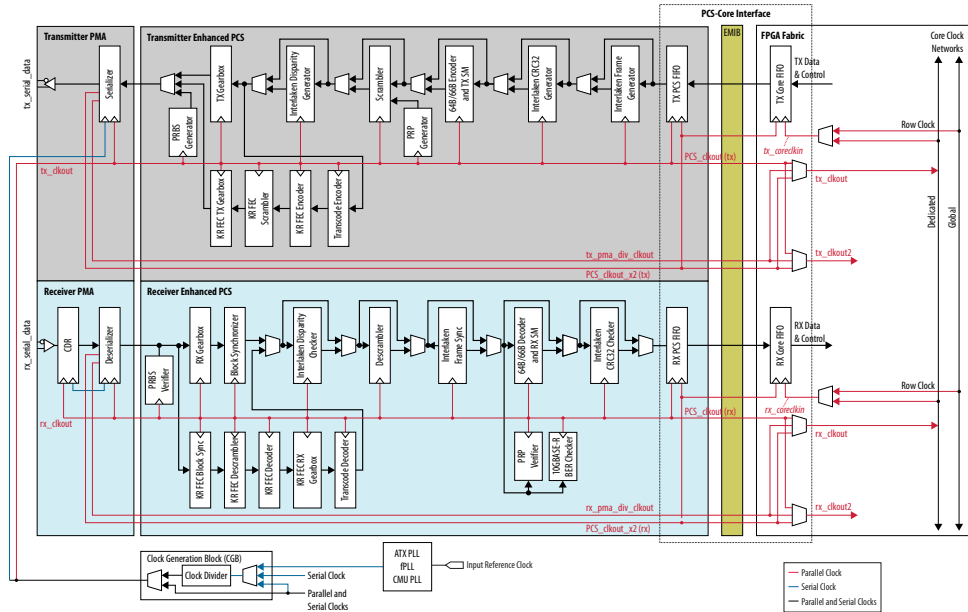 PCS-Core Interface
Transmitter PMA
Transmitter Enhanced PCS
EMIB
FPGA Fabric
Core Clock
Networks
tx_serial_data
Serializer
PRBS
Generator
TX Gearbox
Interlaken Disparity
Generator
Scrambler
PRP
Generator
64B/66B Encoder
and TX SM
Interlaken CRC32
Generator
Interlaken Frame
Generator
TX PCS FIFO
TX Core FIFO
TX Data
& Control
Row Clock
tx_coreclkin
tx_clkout
PCS_clkout (tx)
tx_clkout
KR FEC TX Gearbox
KR FEC
Scrambler
KR FEC Encoder
Transcode Encoder
Dedicated
Global
tx_pma_div_clkout
tx_clkout2
PCS_clkout_x2 (tx)
Receiver PMA
Receiver Enhanced PCS
rx_serial_data
CDR
Deserializer
PRBS
Verifier
RX Gearbox
Block Synchronizer
Interlaken Disparity
Checker
Descrambler
Interlaken
Frame Sync
64B/66B Decoder
and RX SM
Interlaken
CRC32 Checker
RX PCS FIFO
RX Core FIFO
RX Data
& Control
Row Clock
rx_coreclkin
rx_clkout
PCS_clkout (rx)
rx_clkout
KR FEC Block Sync
KR FEC Descrambler
KR FEC Decoder
KR FEC RX
Gearbox
Transcode Decoder
PRP
Verifier
10GBASE-R
BER Checker
rx_pma_div_clkout
rx_clkout2
PCS_clkout_x2 (rx)
Clock Generation Block (CGB)
Clock Divider
Serial Clock
Parallel and
Serial Clocks
ATX PLL
fPLL
CMU PLL
Input Reference Clock
Parallel Clock
Serial Clock
Parallel and Serial Clocks